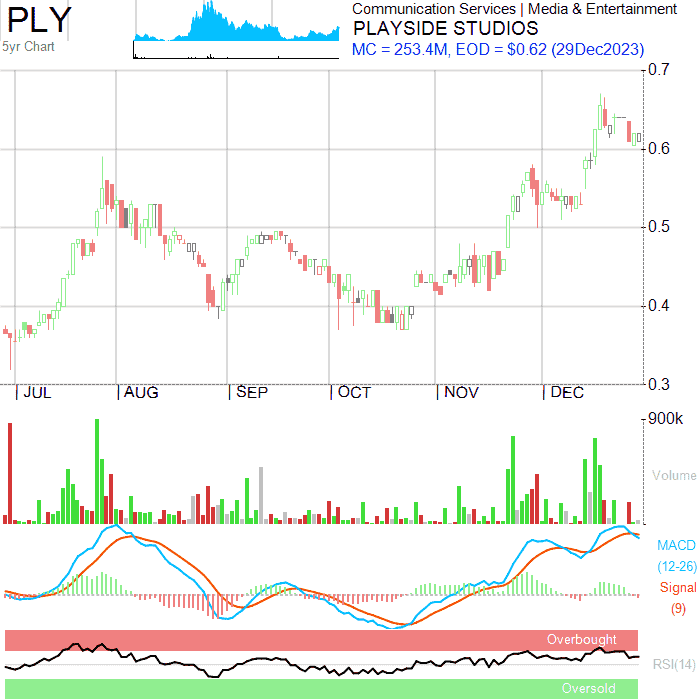 PLY
5yr Chart
Communication Services | Media & Entertainment
PLAYSIDE STUDIOS
MC = 253.4M, EOD = $0.62 (29Dec2023)
0.7
0.6
0.5
0.4
0.3
JUL AUG SEP OCT NOV DEC
900k
Volume
MACD
(12-26)
Signal
(9)
Overbought
RSI(14)
Oversold